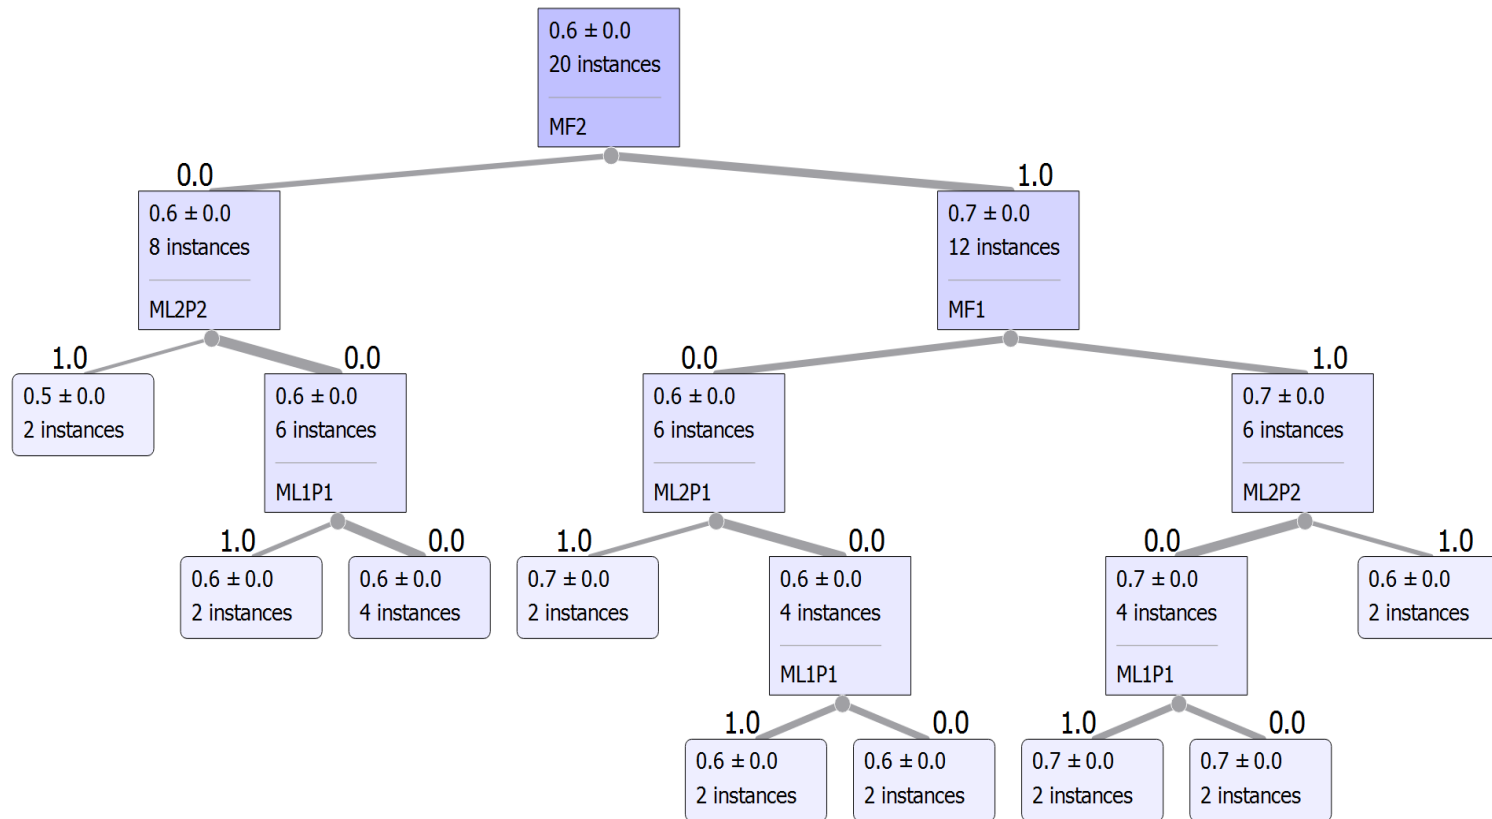 0.6 ± 0.0
20 instances
MF2
0.0
1.0
0.6 ± 0.0
8 instances
ML2P2
0.7 ± 0.0
12 instances
MF1
1.0
0.0
0.0
1.0
0.5 ± 0.0
2 instances
0.6 ± 0.0
6 instances
ML1P1
0.6 ± 0.0
6 instances
ML2P1
0.7 ± 0.0
6 instances
ML2P2
1.0
0.0
1.0
0.0
0.0
1.0
0.6 ± 0.0
2 instances
0.6 ± 0.0
4 instances
0.7 ± 0.0
2 instances
0.6 ± 0.0
4 instances
ML1P1
0.7 ± 0.0
4 instances
ML1P1
0.6 ± 0.0
2 instances
1.0
0.0
1.0
0.0
0.6 ± 0.0
2 instances
0.6 ± 0.0
2 instances
0.7 ± 0.0
2 instances
0.7 ± 0.0
2 instances